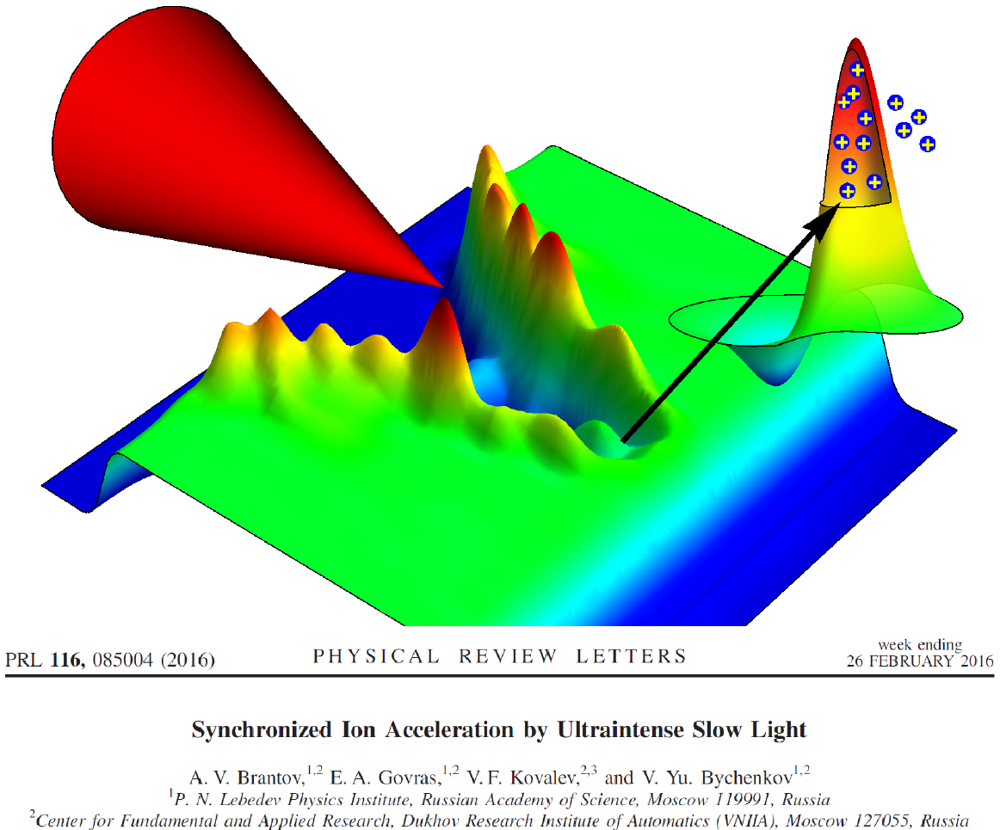 PRL 116, 085004 (2016) PHYSICAL REVIEW LETTERS week ending 26 FEBRUARY 2016
Synchronized Ion Acceleration by Ultraintense Slow Light
A. V. Brantov,1,2 E. A. Govras,1,2 V. F. Kovalev,2,3 and V. Yu. Bychenkov1,2
1P. N. Lebedev Physics Institute, Russian Academy of Science, Moscow 119991, Russia
2Center for Fundamental and Applied Research, Dukhov Research Institute of Automatics (VNIIA), Moscow 127055, Russia